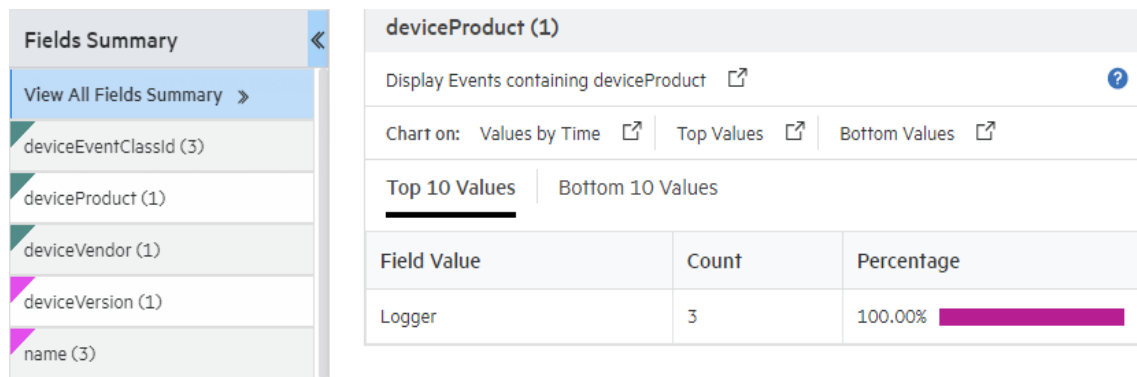 Fields Summary
View All Fields Summary
deviceEventClassId (3)
deviceProduct (1)
deviceVendor (1)
deviceVersion (1)
name (3)
deviceProduct (1)
Display Events containing deviceProduct
?
Chart on: Values by Time Top Values Bottom Values
Top 10 Values Bottom 10 Values
Field Value Count Percentage
Logger 3 100.00%